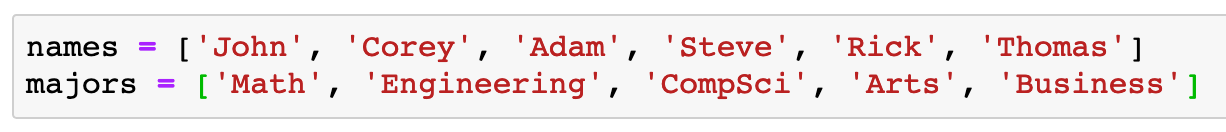 names = ['John', 'Corey', 'Adam', 'Steve', 'Rick', 'Thomas']
majors = ['Math', 'Engineering', 'CompSci', 'Arts', 'Business']